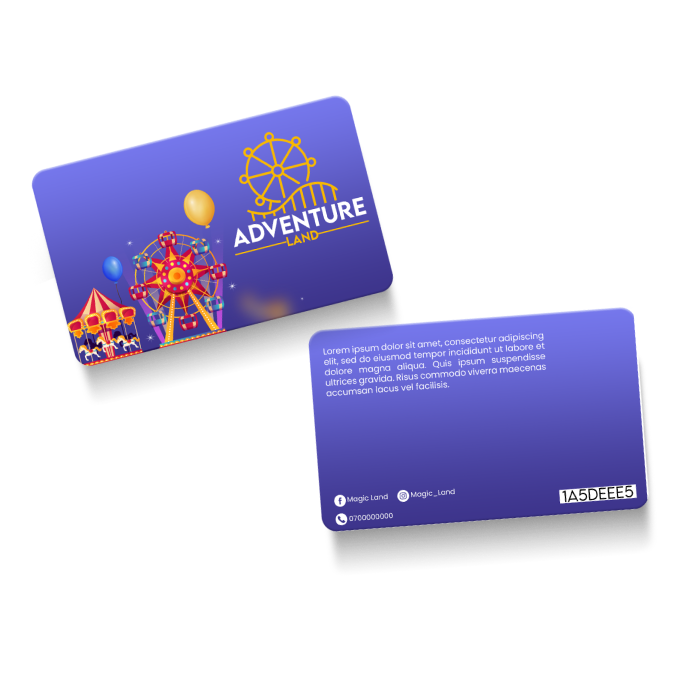 ADVENTURE
LAND
Lorem ipsum dolor sit amet, consectetur adipiscing
elit, sed do eiusmod tempor incididunt ut labore et
dolore magna aliqua. Quis ipsum suspendisse
ultrices gravida. Risus commodo viverra maecenas
accumsan lacus vel facilisis.
Magic Land Magic_Land
0700000000
1A5DEEE5